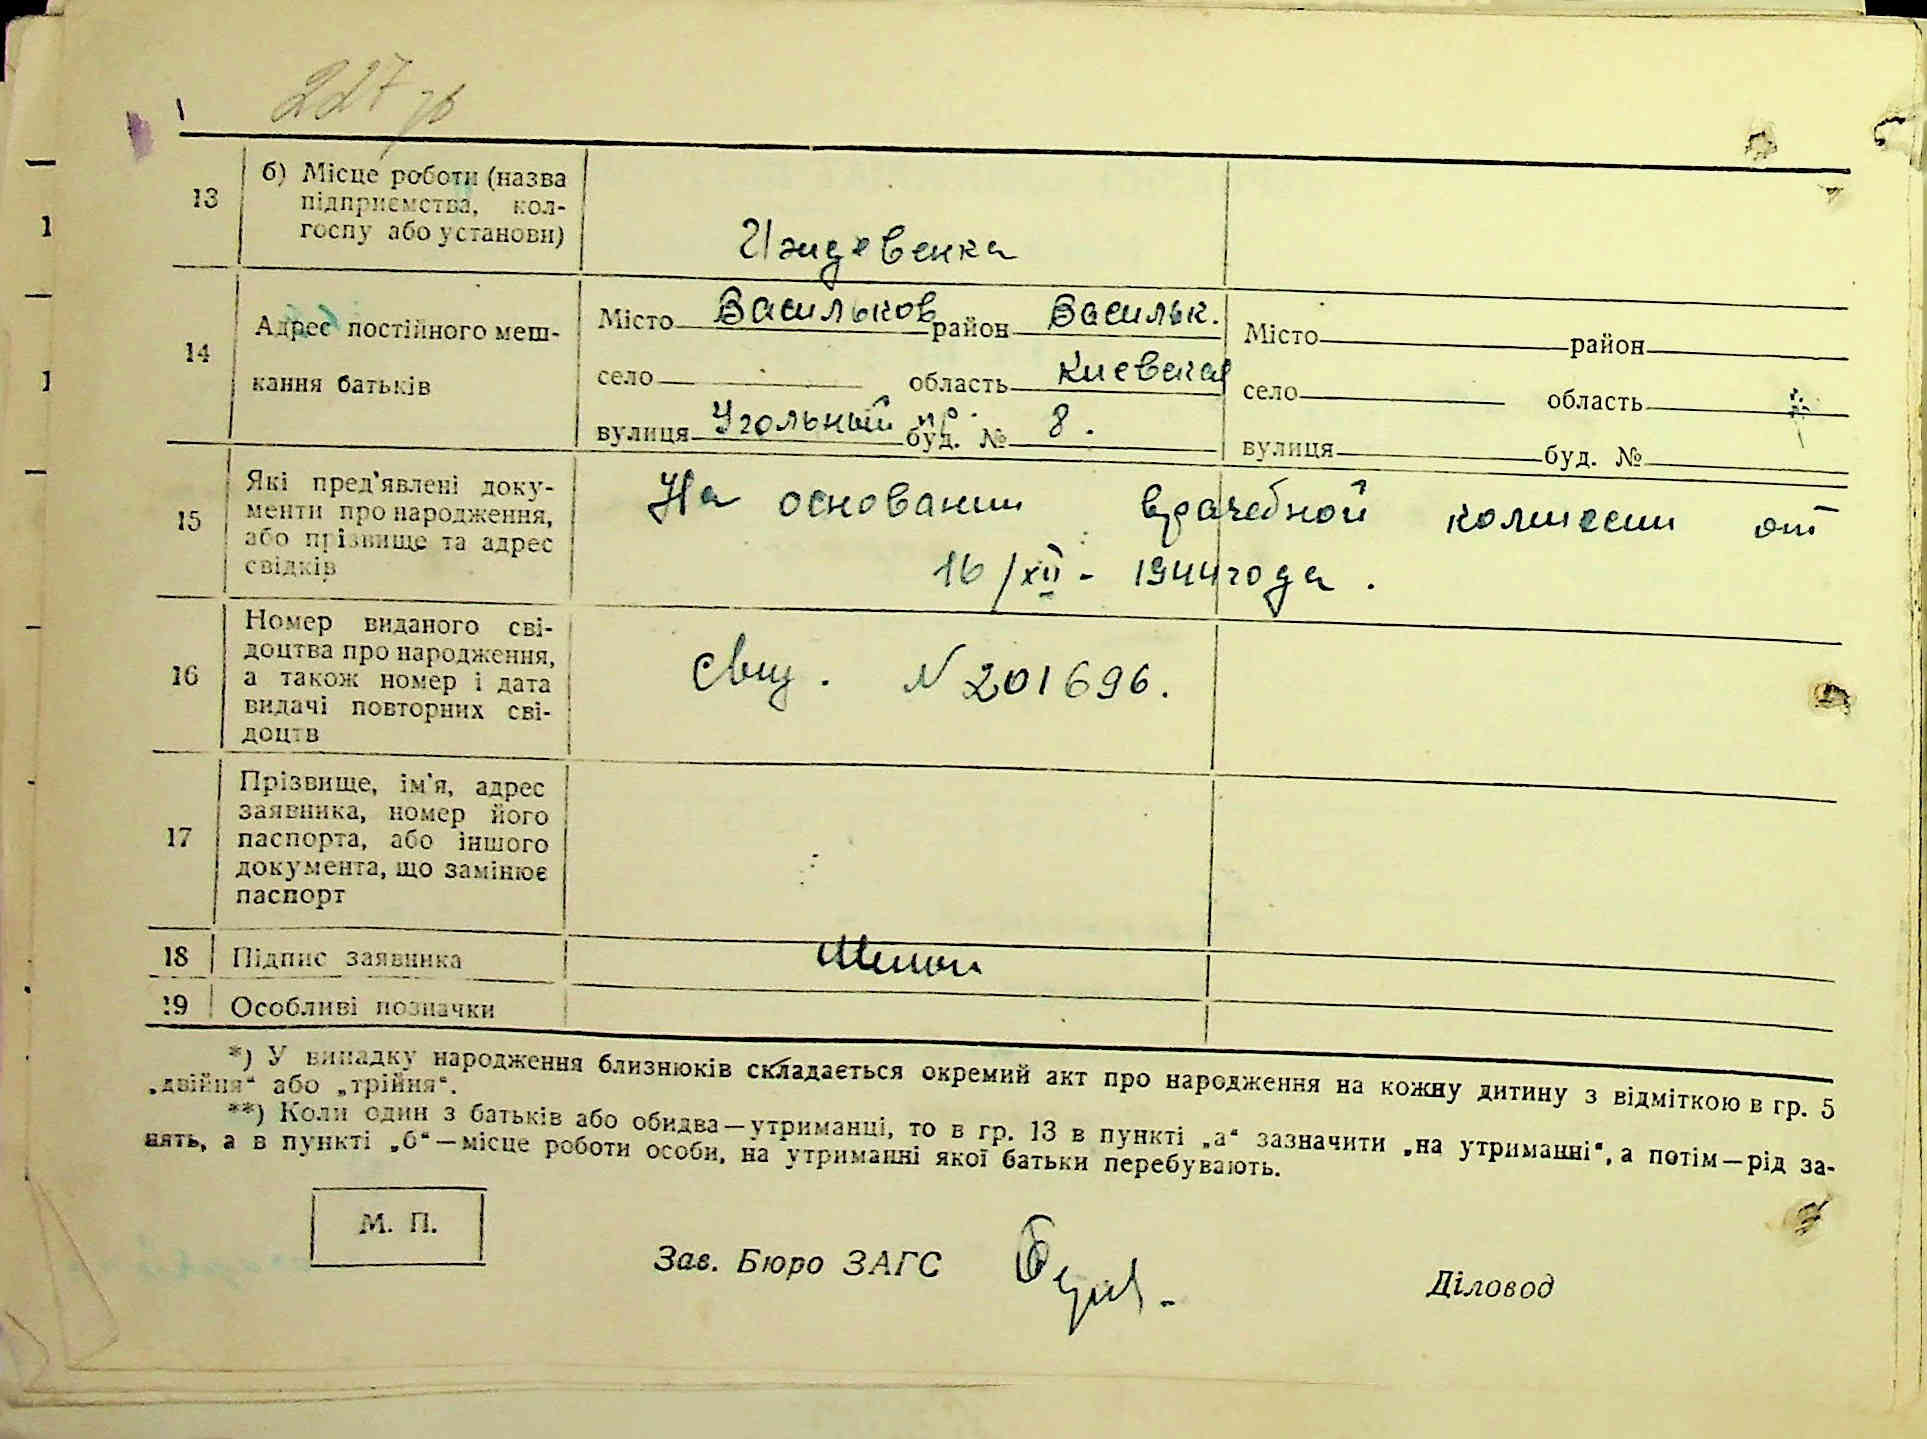 227
13
б) Місце роботи (назва
підприємства, кол-
госпу або установи)
Иждевенка
14
Адрес постійного меш-
кання батьків
Місто Васильков район Васильк.
село область Киевская
вулиця Угольный пр. буд. № 8.
Місто район
село область
вулиця буд. №
15
Які пред'явлені доку-
менти про народження,
або прізвище та адрес
свідків
На основании врачебной комиссии от
16/XII - 1944 года.
16
Номер виданого сві-
доцтва про народження,
а також номер і дата
видачі повторних сві-
доцтв
Свид. N 201696.
17
Прізвище, ім'я, адрес
заявника, номер його
паспорта, або іншого
документа, що замінює
паспорт
18
Підпис заявника
19
Особливі позначки
*) У випадку народження близнюків складається окремий акт про народження на кожну дитину з відміткою в гр. 5
„двійня“ або „трійня“.
**) Коли один з батьків або обидва—утриманці, то в гр. 13 в пункті „а“ зазначити „на утриманні“, а потім—рід за-
нять, а в пункті „б“—місце роботи особи, на утриманні якої батьки перебувають.
М. П.
Зав. Бюро ЗАГС
Діловод